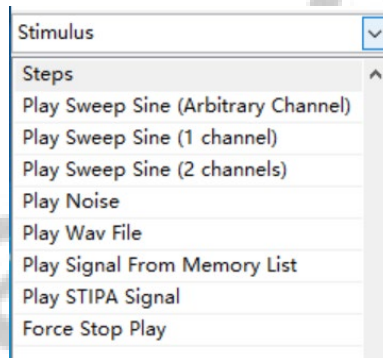 Stimulus
Steps
Play Sweep Sine (Arbitrary Channel)
Play Sweep Sine (1 channel)
Play Sweep Sine (2 channels)
Play Noise
Play Wav File
Play Signal From Memory List
Play STIPA Signal
Force Stop Play